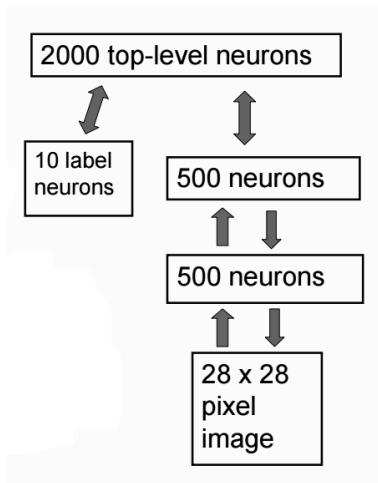 2000 top-level neurons
10 label
neurons
500 neurons
500 neurons
28 x 28
pixel
image